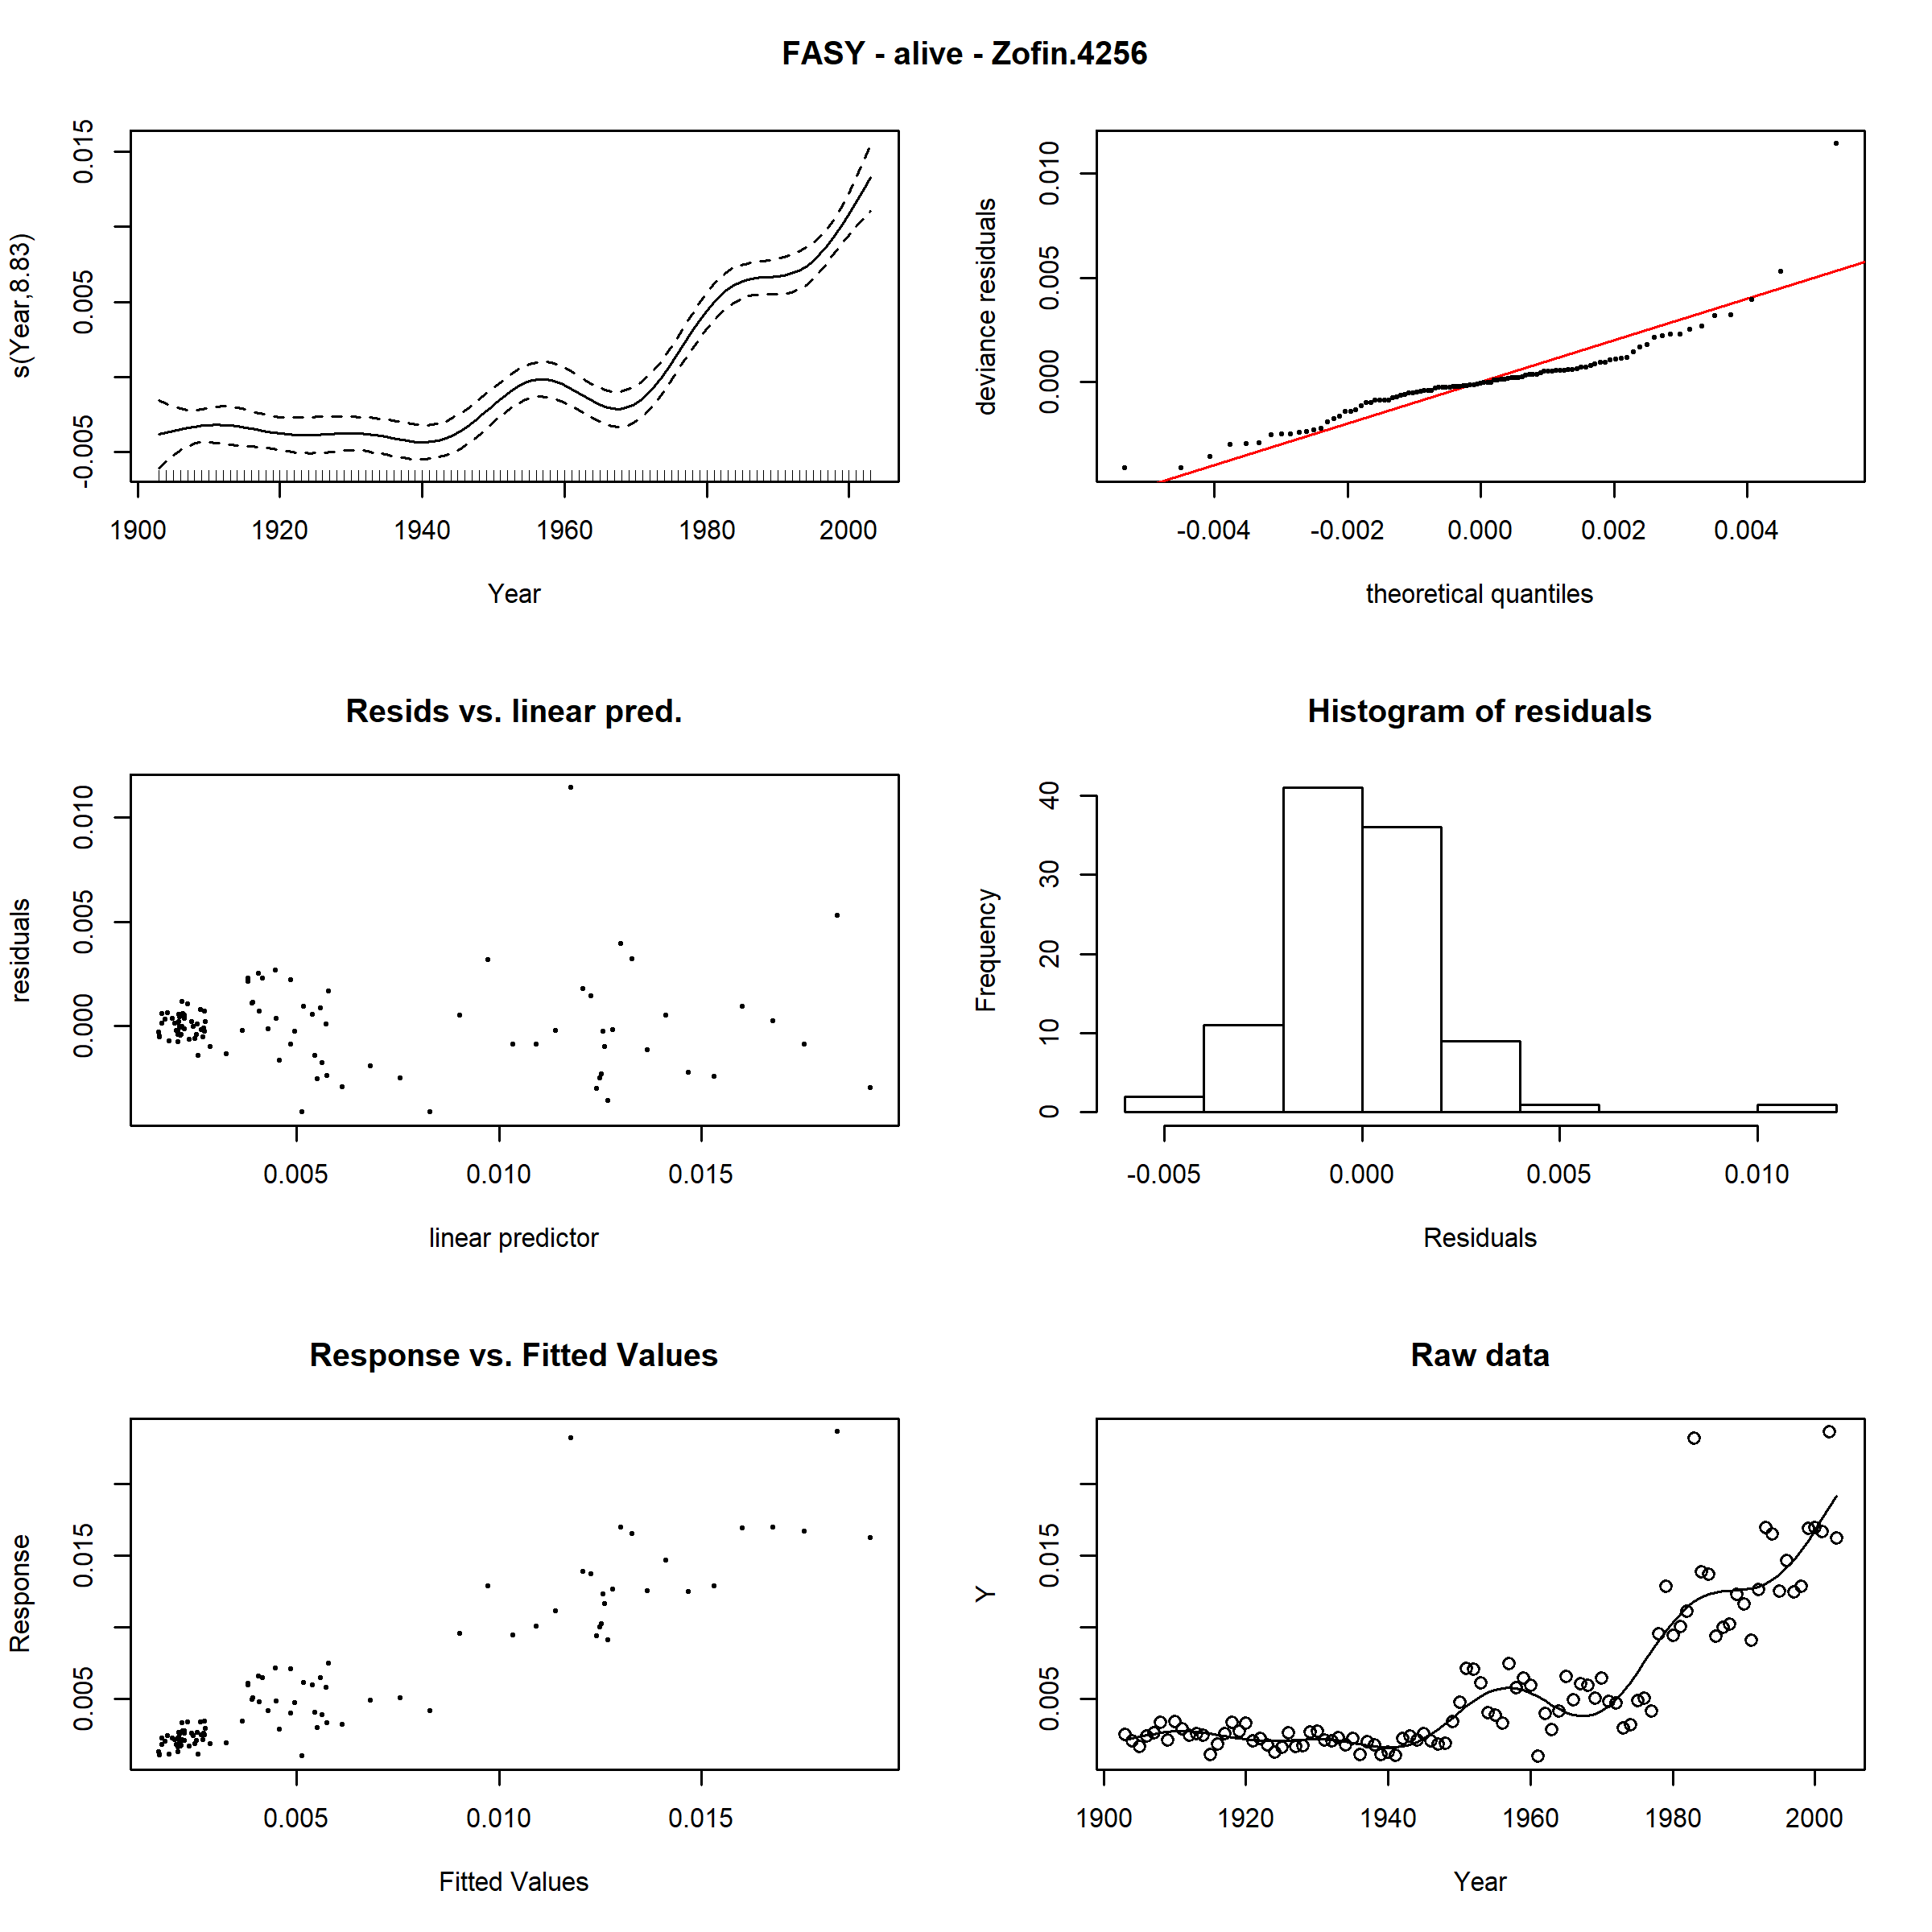 FASY - alive - Zofin.4256
s(Year,8.83)
-0.005 0.005 0.015
1900 1920 1940 1960 1980 2000
Year
deviance residuals
0.000 0.005 0.010
-0.004 -0.002 0.000 0.002 0.004
theoretical quantiles
Resids vs. linear pred.
residuals
0.000 0.005 0.010
0.005 0.010 0.015
linear predictor
Histogram of residuals
Frequency
0 10 20 30 40
-0.005 0.000 0.005 0.010
Residuals
Response vs. Fitted Values
Response
0.005 0.015
0.005 0.010 0.015
Fitted Values
Raw data
Y
0.005 0.015
1900 1920 1940 1960 1980 2000
Year